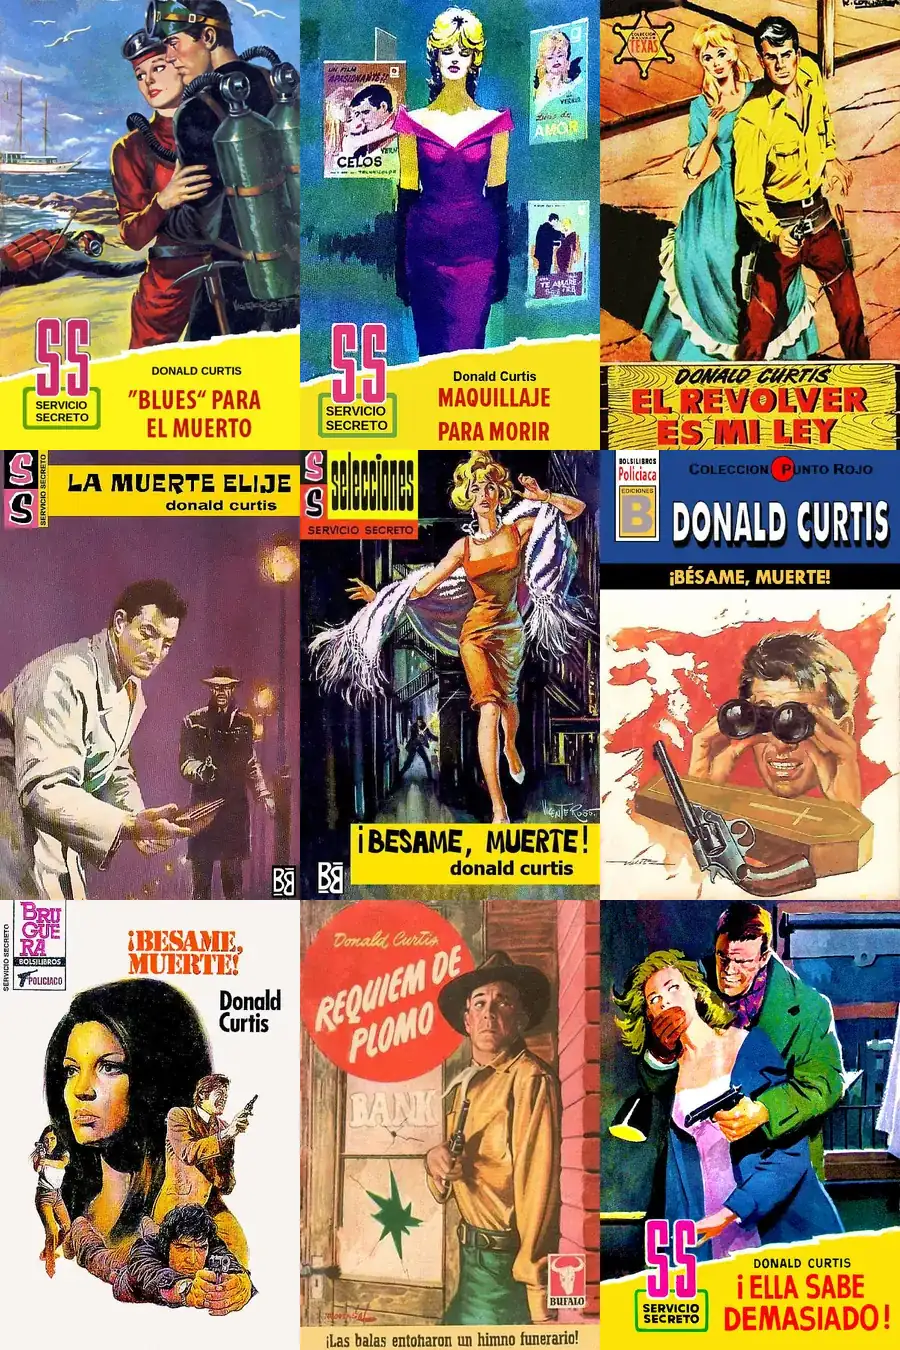 SS
SERVICIO
SECRETO
DONALD CURTIS
"BLUES" PARA
EL MUERTO
UN FILM
APASIONANTE!!
CELOS
AMOR
TE AMARE
SS
SERVICIO
SECRETO
Donald Curtis
MAQUILLAJE
PARA MORIR
COLECCION
TEXAS
DONALD CURTIS
EL REVOLVER
ES MI LEY
SS
SERVICIO SECRETO
LA MUERTE ELIJE
donald curtis
SS
selecciones
SERVICIO SECRETO
VICENTE ROSO
¡BESAME, MUERTE!
donald curtis
BOLSILIBROS
Policiaca
EDICIONES
B
COLECCION PUNTO ROJO
DONALD CURTIS
¡BÉSAME, MUERTE!
SERVICIO SECRETO
BRU
GUE
RA
BOLSILIBROS
POLICIACO
¡BESAME,
MUERTE!
Donald
Curtis
Donald Curtis
REQUIEM DE
PLOMO
BANK
BUFALO
¡Las balas entonaron un himno funerario!
SS
SERVICIO
SECRETO
DONALD CURTIS
¡ELLA SABE
DEMASIADO!